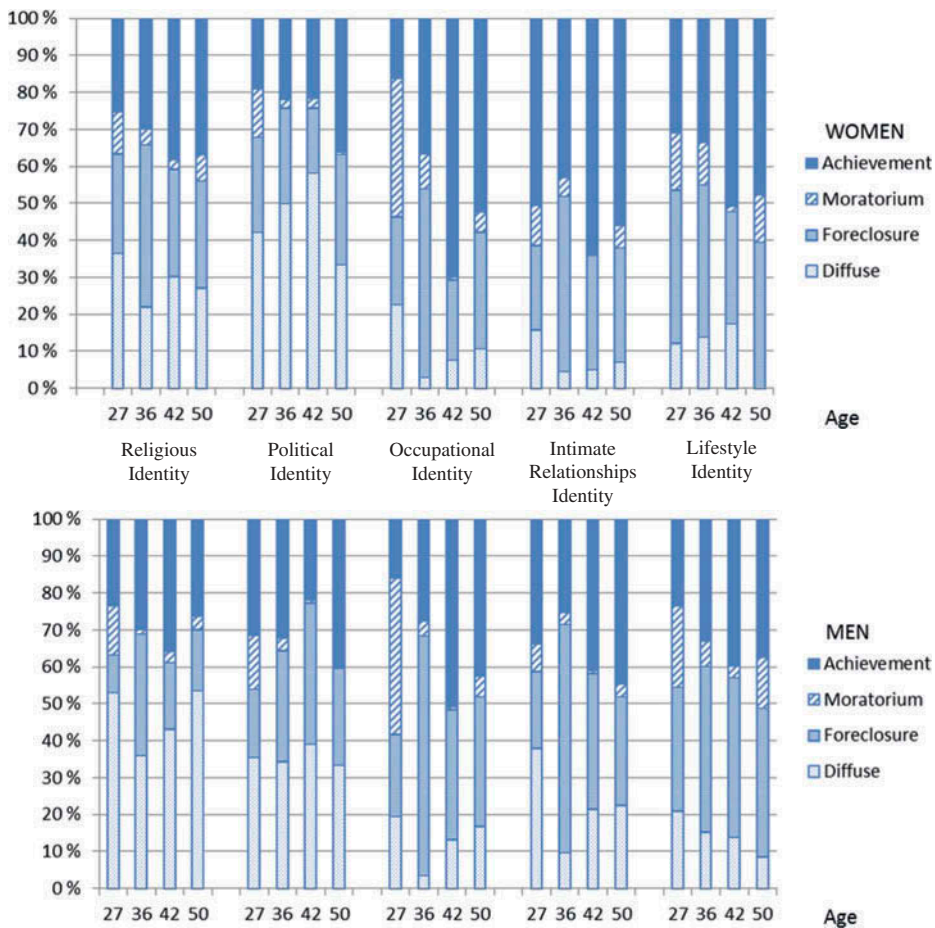 100 %
90 %
80 %
70 %
60 %
50 %
40 %
30 %
20 %
10 %
0 %
WOMEN
Achievement
Moratorium
Foreclosure
Diffuse
27 36 42 50 27 36 42 50 27 36 42 50 27 36 42 50 27 36 42 50 Age
Religious Identity
Political Identity
Occupational Identity
Intimate Relationships Identity
Lifestyle Identity
100 %
90 %
80 %
70 %
60 %
50 %
40 %
30 %
20 %
10 %
0 %
MEN
Achievement
Moratorium
Foreclosure
Diffuse
27 36 42 50 27 36 42 50 27 36 42 50 27 36 42 50 27 36 42 50 Age